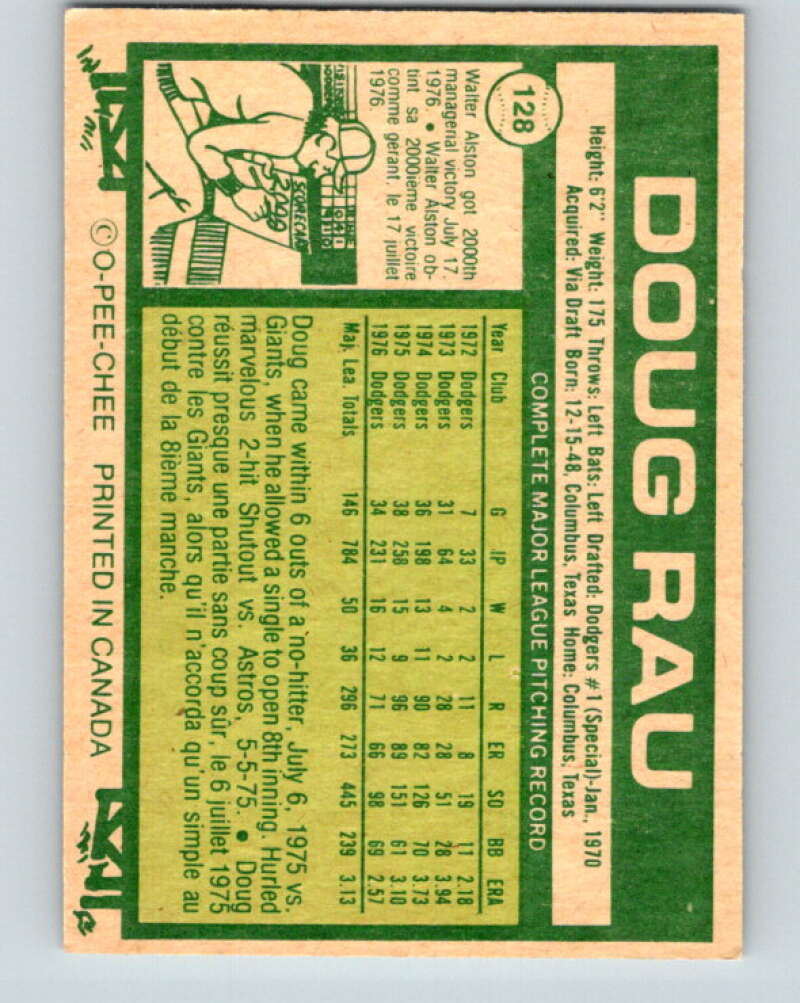 128
DOUG RAU
Height: 6'2" Weight: 175 Throws: Left Bats: Left Drafted: Dodgers #1 (Special)-Jan., 1970
Acquired: Via Draft Born: 12-15-48, Columbus, Texas Home: Columbus, Texas
COMPLETE MAJOR LEAGUE PITCHING RECORD
Year Club G IP W L R ER SO BB ERA
1972 Dodgers 7 33 2 2 11 8 19 11 2.18
1973 Dodgers 31 64 4 2 28 28 51 28 3.94
1974 Dodgers 36 198 13 11 90 82 126 70 3.73
1975 Dodgers 38 258 15 9 96 89 151 61 3.10
1976 Dodgers 34 231 16 12 71 66 98 69 2.57
Maj. Lea. Totals 146 784 50 36 296 273 445 239 3.13
Doug came within 6 outs of a no-hitter, July 6, 1975 vs.
Giants, when he allowed a single to open 8th inning. Hurled
marvelous 2-hit Shutout vs. Astros, 5-5-75. • Doug
réussit presque une partie sans coup sûr, le 6 juillet 1975
contre les Giants, alors qu'il n'accorda qu'un simple au
début de la 8ième manche.
Walter Alston got 2000th
managerial victory July 17,
1976. • Walter Alston ob-
tint sa 2000ième victoire
comme gerant, le 17 juillet
1976.
SCORECARD
2000
© O-PEE-CHEE PRINTED IN CANADA